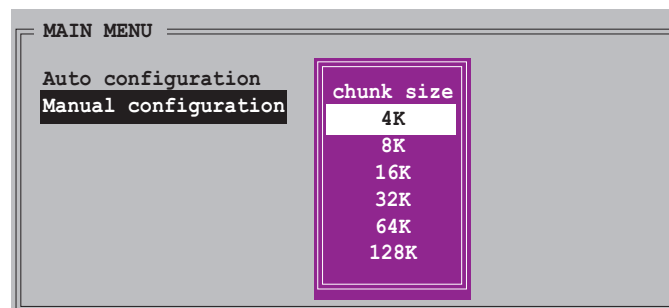 MAIN MENU
Auto configuration
Manual configuration
chunk size
4K
8K
16K
32K
64K
128K